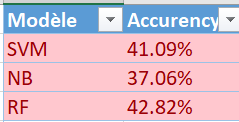 Modèle Accurency
SVM 41.09%
NB 37.06%
RF 42.82%